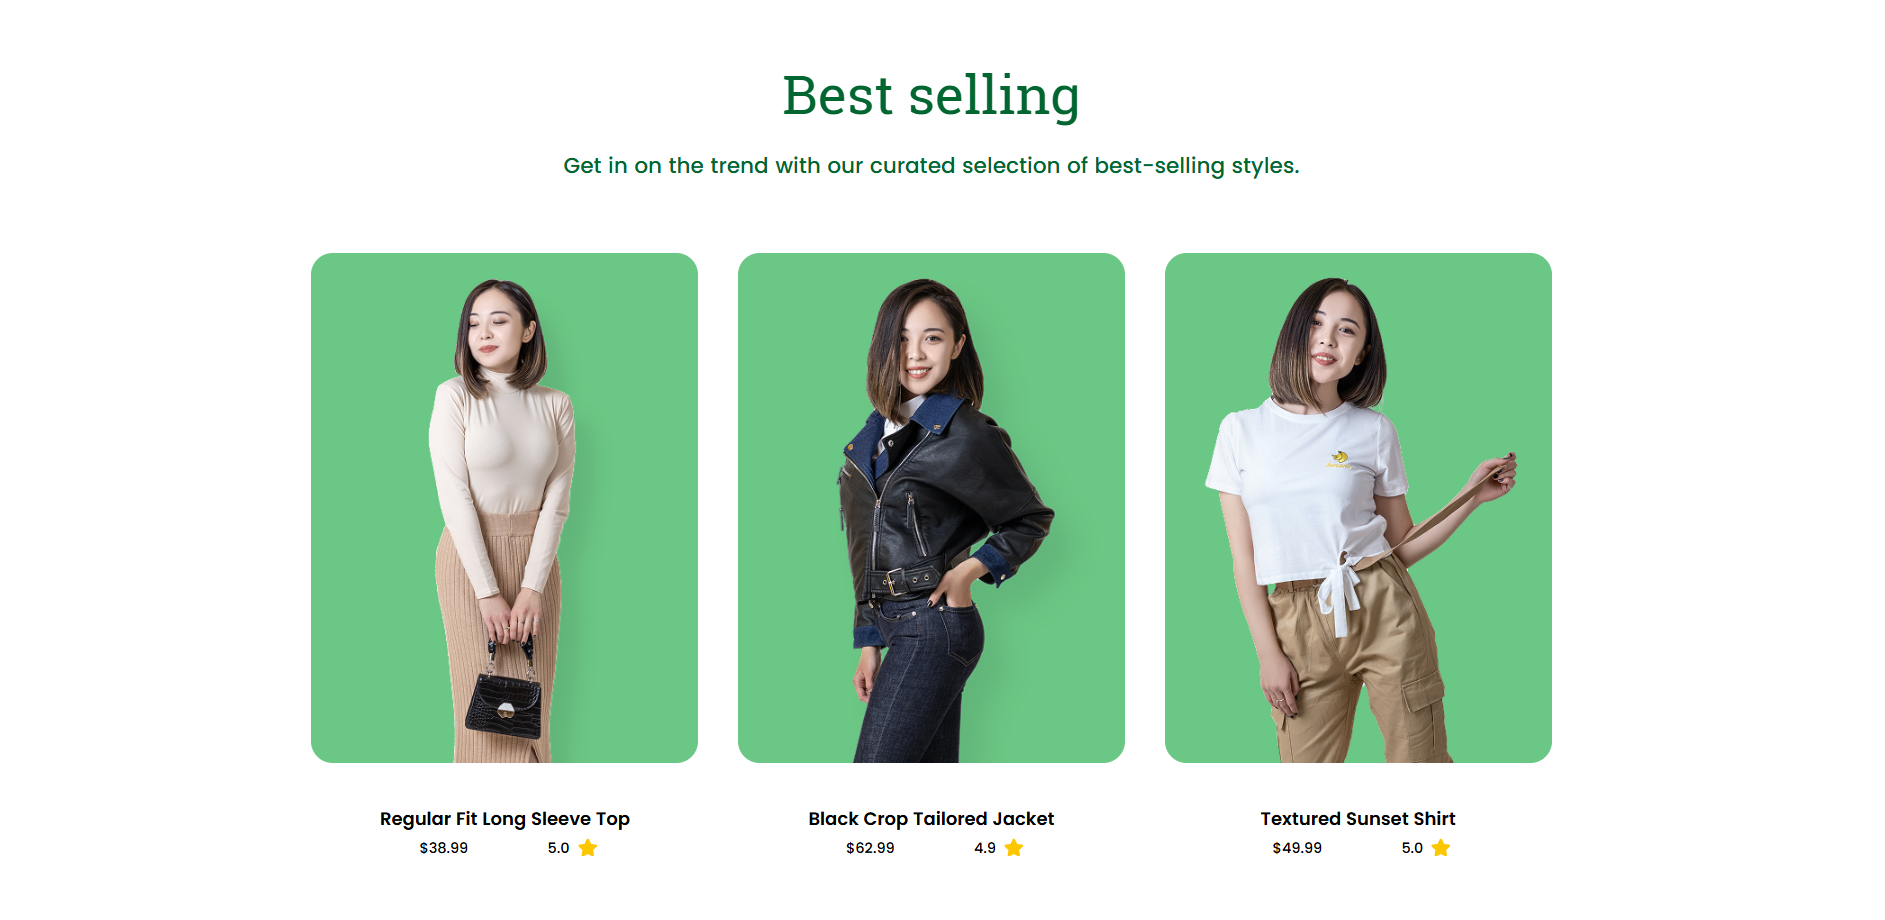 Best selling
Get in on the trend with our curated selection of best-selling styles.
Regular Fit Long Sleeve Top
$38.99 5.0
Black Crop Tailored Jacket
$62.99 4.9
Textured Sunset Shirt
$49.99 5.0